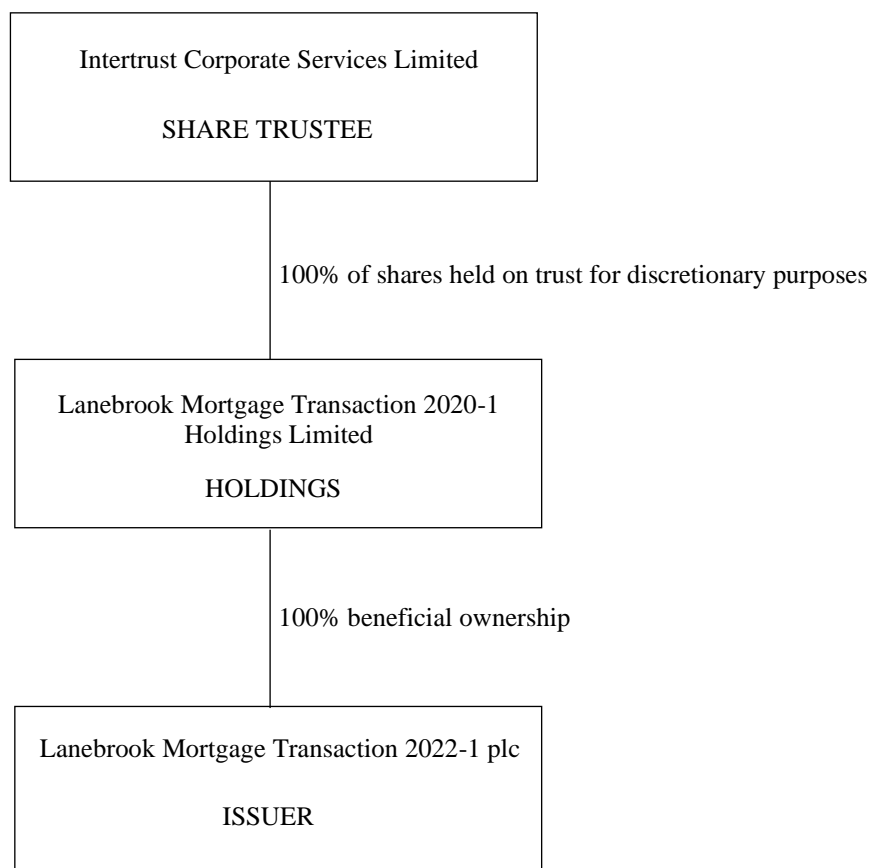 Intertrust Corporate Services Limited
SHARE TRUSTEE
100% of shares held on trust for discretionary purposes
Lanebrook Mortgage Transaction 2020-1
Holdings Limited
HOLDINGS
100% beneficial ownership
Lanebrook Mortgage Transaction 2022-1 plc
ISSUER